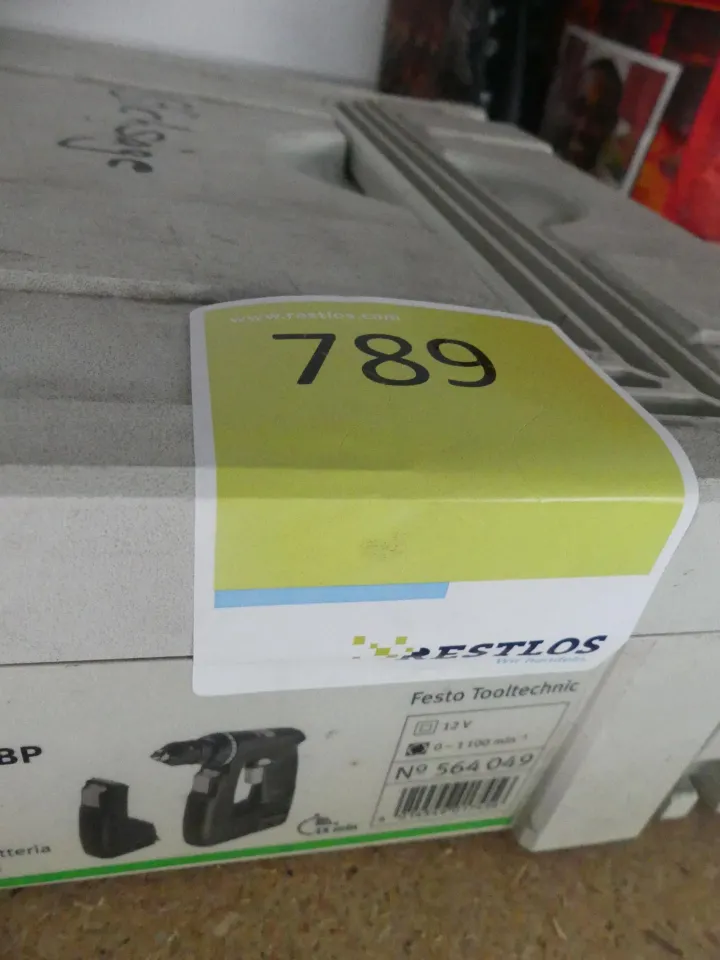 www.restlos.com
789
RESTLOS
Wir handeln.
Festo Tooltechnic
12 V
0 – 1 100 min⁻¹
Nº 564 049
BP
tteria